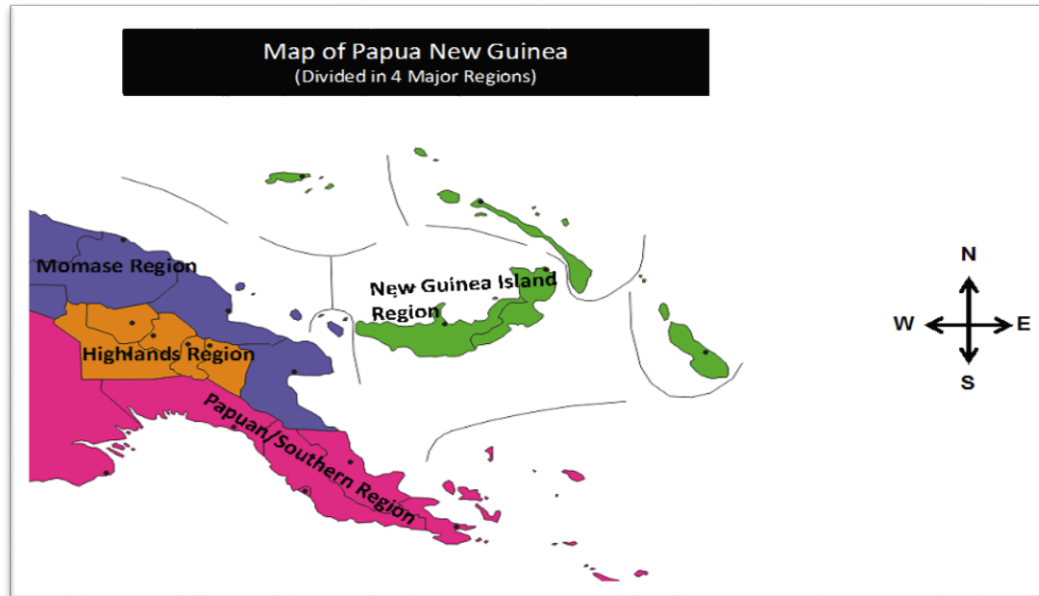 Map of Papua New Guinea
(Divided in 4 Major Regions)
N
W E
S
Momase Region
New Guinea Island
Region
Highlands Region
Papuan/Southern Region